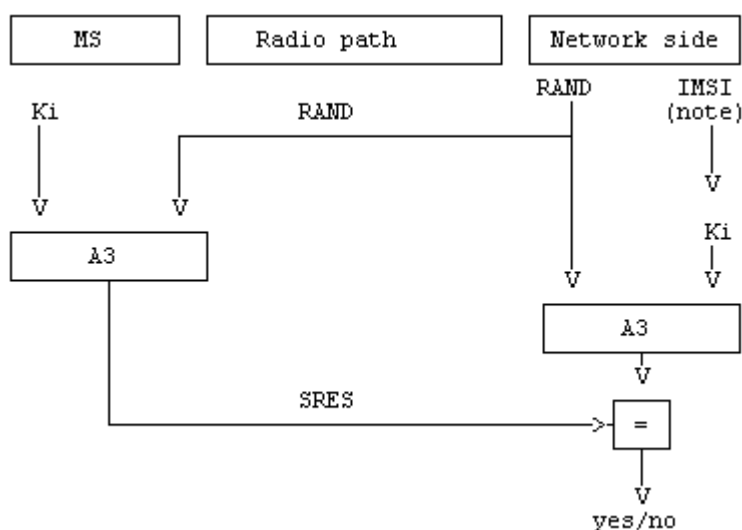 MS
Radio path
Network side
RAND
IMSI
(note)
Ki
RAND
Ki
A3
A3
SRES
=
yes/no